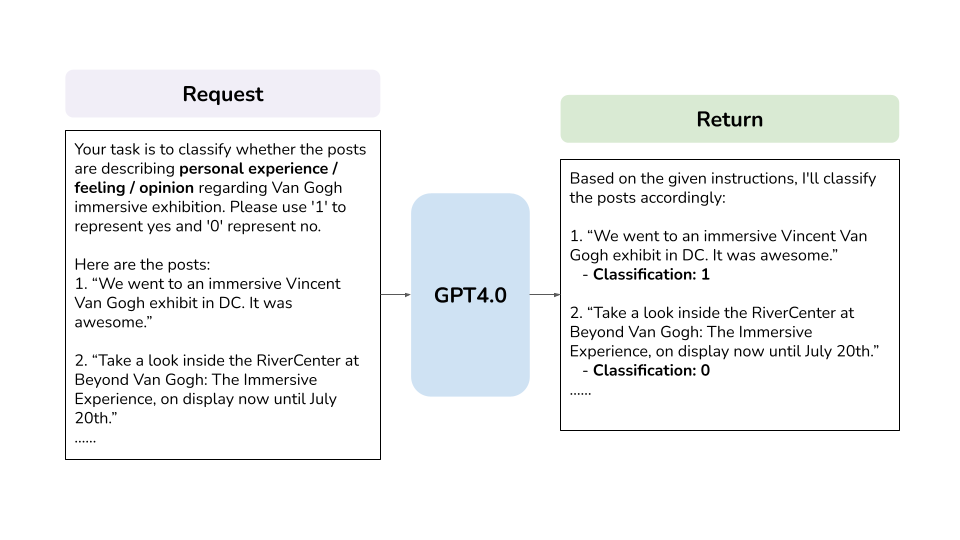 Request
Your task is to classify whether the posts
are describing personal experience /
feeling / opinion regarding Van Gogh
immersive exhibition. Please use '1' to
represent yes and '0' represent no.
Here are the posts:
1. “We went to an immersive Vincent
Van Gogh exhibit in DC. It was
awesome.”
2. “Take a look inside the RiverCenter at
Beyond Van Gogh: The Immersive
Experience, on display now until July
20th.”
......
GPT4.0
Return
Based on the given instructions, I'll classify
the posts accordingly:
1. “We went to an immersive Vincent Van
Gogh exhibit in DC. It was awesome.”
- Classification: 1
2. “Take a look inside the RiverCenter at
Beyond Van Gogh: The Immersive
Experience, on display now until July 20th.”
- Classification: 0
......